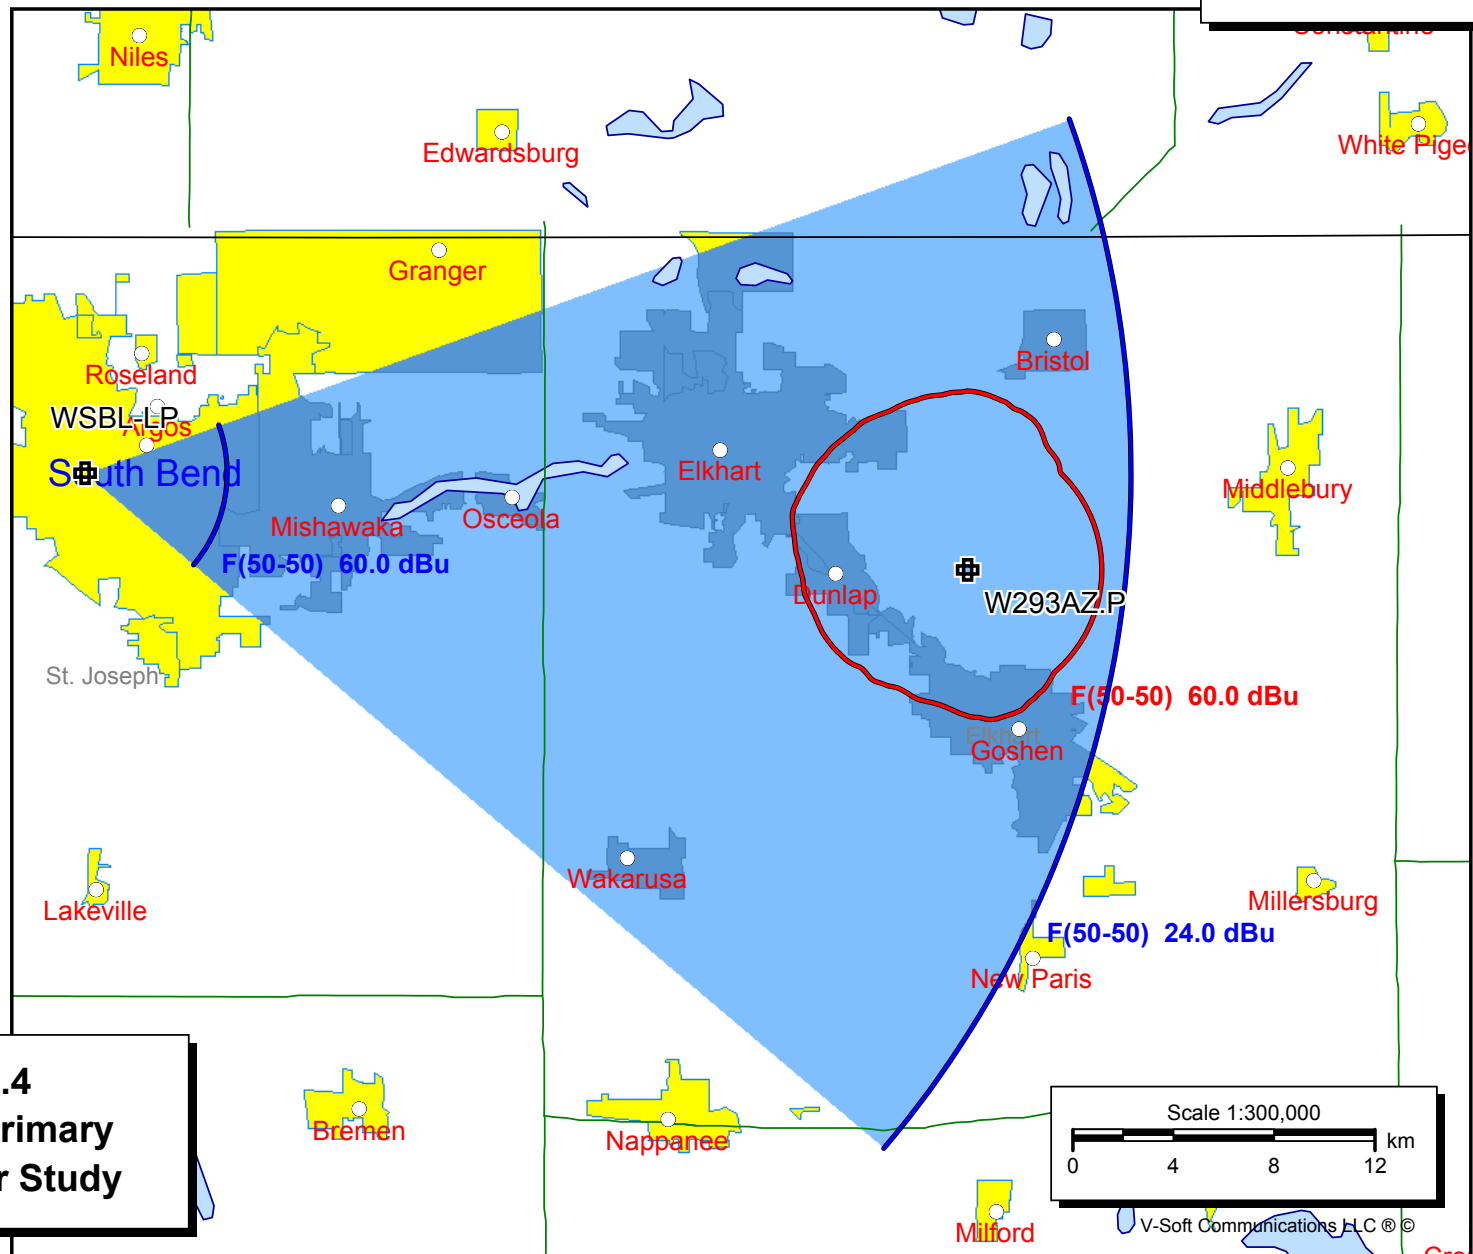 Niles
Edwardsburg
Constantine
Granger
Roseland
WSBL-LP
Argos
South Bend
Mishawaka
Osceola
Elkhart
Bristol
Middlebury
F(50-50) 60.0 dBu
Dunlap
W293AZ.P
St. Joseph
F(50-50) 60.0 dBu
Elkhart
Goshen
Wakarusa
Lakeville
Millersburg
F(50-50) 24.0 dBu
New Paris
.4
rimary
r Study
Bremen
Nappanee
Milford
Scale 1:300,000
km
0 4 8 12
V-Soft Communications LLC ® ©